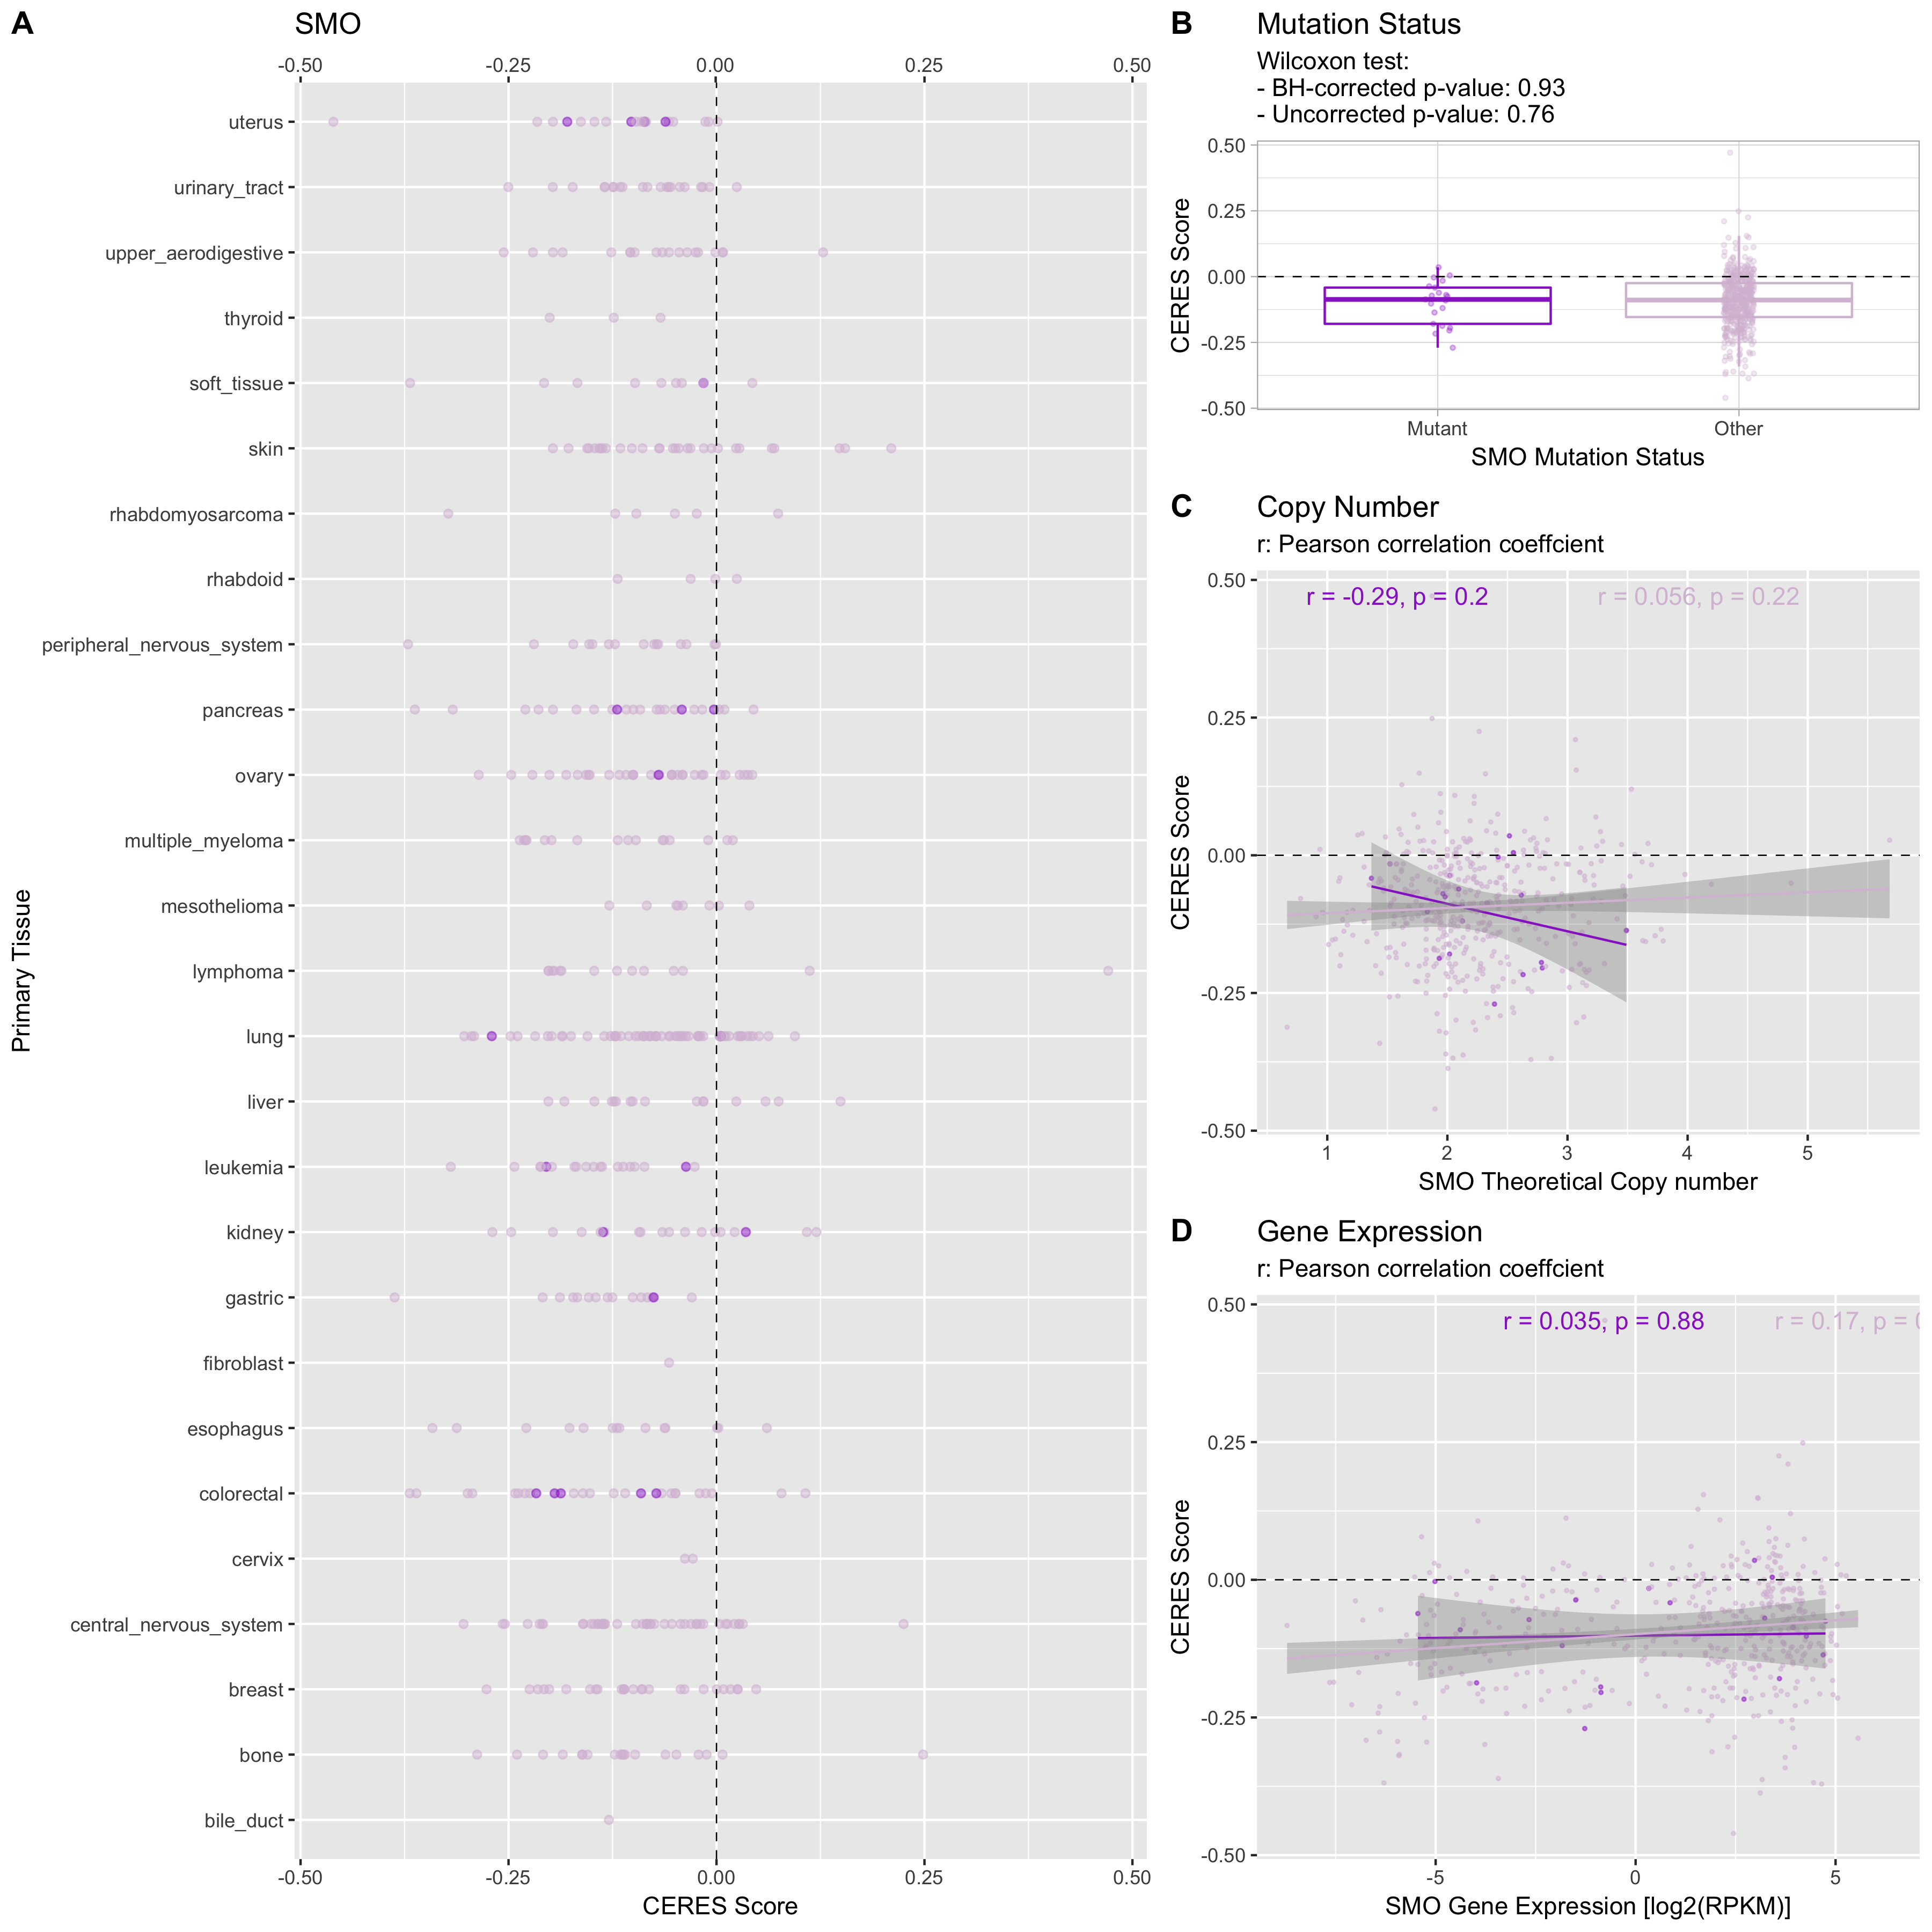 A
SMO
-0.50 -0.25 0.00 0.25 0.50
uterus
urinary_tract
upper_aerodigestive
thyroid
soft_tissue
skin
rhabdomyosarcoma
rhabdoid
peripheral_nervous_system
pancreas
ovary
multiple_myeloma
mesothelioma
lymphoma
lung
liver
leukemia
kidney
gastric
fibroblast
esophagus
colorectal
cervix
central_nervous_system
breast
bone
bile_duct
Primary Tissue
-0.50 -0.25 0.00 0.25 0.50
CERES Score
B
Mutation Status
Wilcoxon test:
- BH-corrected p-value: 0.93
- Uncorrected p-value: 0.76
0.50
0.25
0.00
-0.25
-0.50
CERES Score
Mutant Other
SMO Mutation Status
C
Copy Number
r: Pearson correlation coeffcient
r = -0.29, p = 0.2 r = 0.056, p = 0.22
0.50
0.25
0.00
-0.25
-0.50
CERES Score
1 2 3 4 5
SMO Theoretical Copy number
D
Gene Expression
r: Pearson correlation coeffcient
r = 0.035, p = 0.88 r = 0.17, p =
0.50
0.25
0.00
-0.25
-0.50
CERES Score
-5 0 5
SMO Gene Expression [log2(RPKM)]